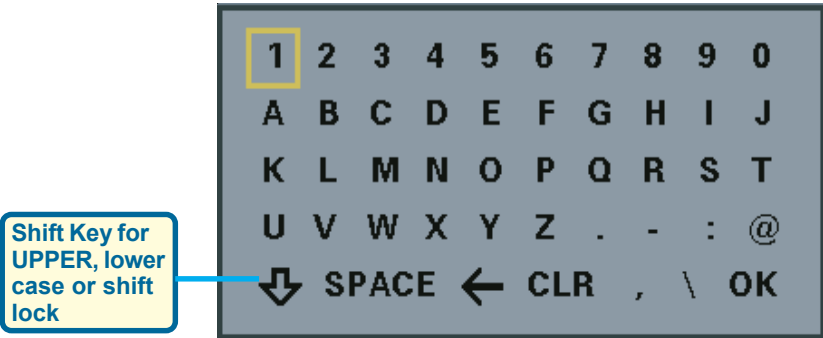 1 2 3 4 5 6 7 8 9 0
A B C D E F G H I J
K L M N O P Q R S T
U V W X Y Z . - : @
SPACE ← CLR , \ OK
Shift Key for
UPPER, lower
case or shift
lock